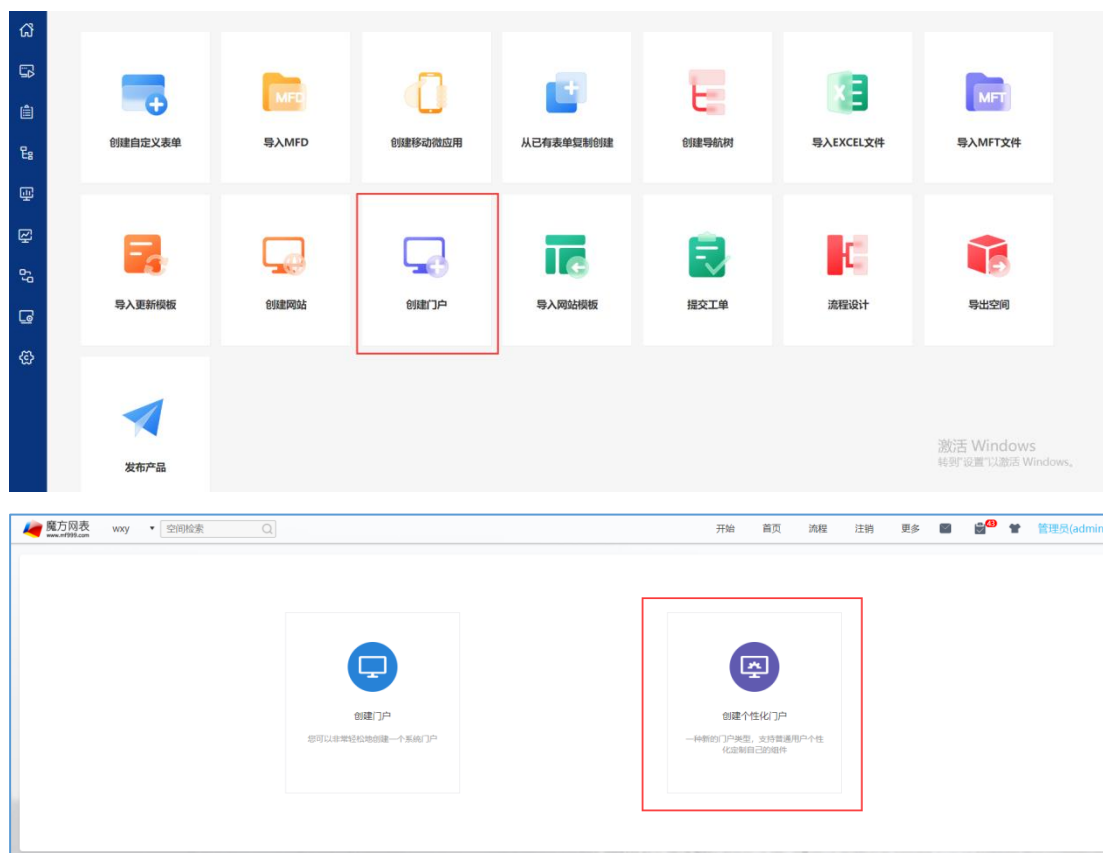 MFD
MFT
创建自定义表单
导入MFD
创建移动微应用
从已有表单复制创建
创建导航树
导入EXCEL文件
导入MFT文件
导入更新模板
创建网站
创建门户
导入网站模板
提交工单
流程设计
导出空间
发布产品
激活 Windows
转到"设置"以激活 Windows。
魔方网表
www.mf999.com
wxy
空间检索
开始
首页
流程
注销
更多
43
管理员(admin
创建门户
您可以非常轻松地创建一个系统门户
创建个性化门户
一种新的门户类型，支持普通用户个性
化定制自己的组件